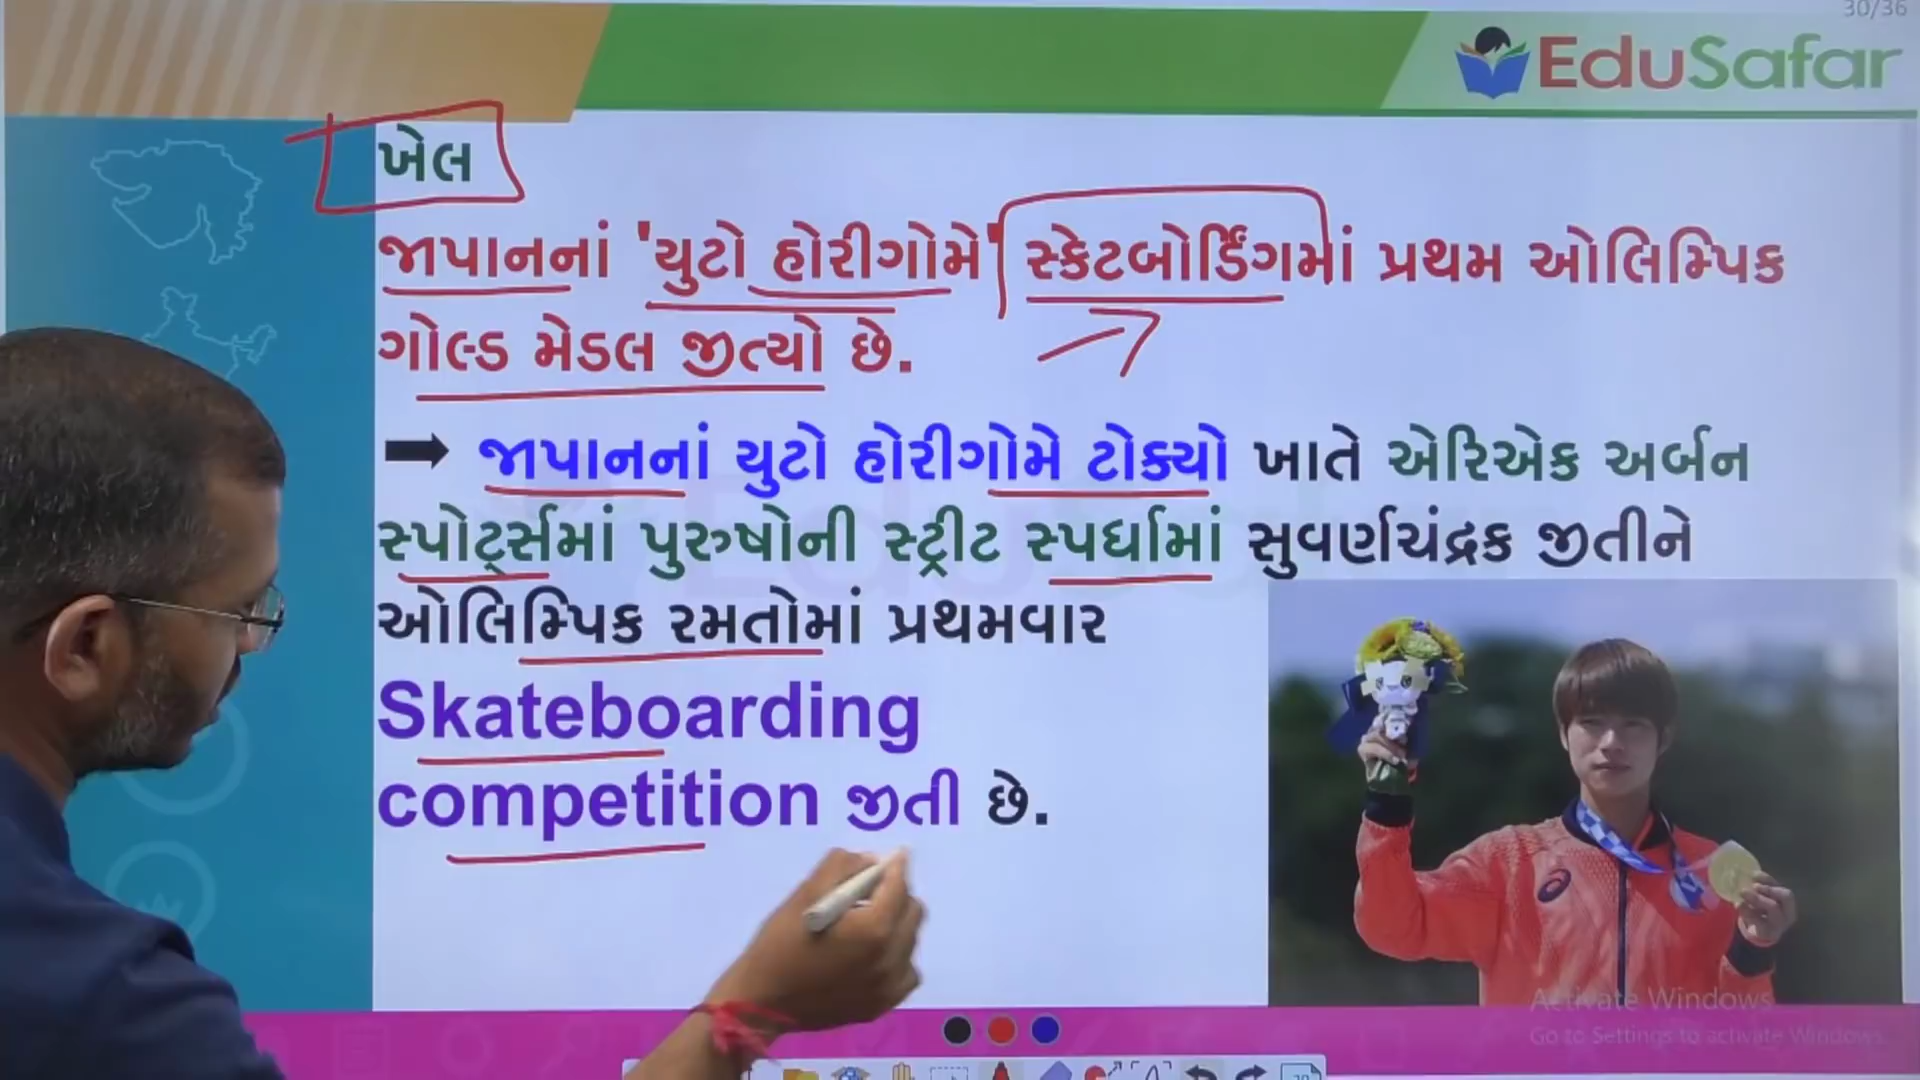 30/36
EduSafar
ખેલ
જાપાનનાં 'યુટો હોરીગોમે' સ્કેટબોર્ડિંગમાં પ્રથમ ઓલિમ્પિક
ગોલ્ડ મેડલ જીત્યો છે.
➡ જાપાનનાં યુટો હોરીગોમે ટોક્યો ખાતે એરિએક અર્બન
સ્પોર્ટ્સમાં પુરુષોની સ્ટ્રીટ સ્પર્ધામાં સુવર્ણચંદ્રક જીતીને
ઓલિમ્પિક રમતોમાં પ્રથમવાર
Skateboarding
competition જીતી છે.
Activate Windows
Go to Settings to activate Windows.